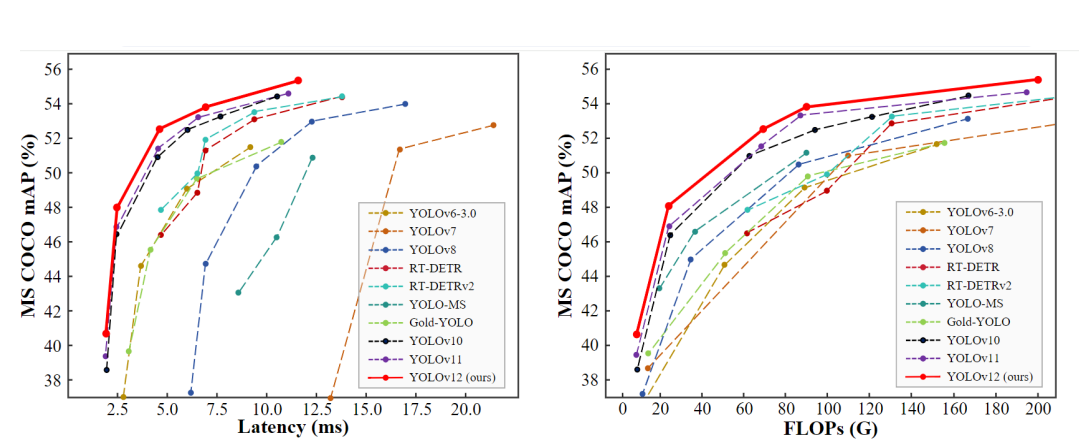 MS COCO mAP (%)
56
54
52
50
48
46
44
42
40
38
2.5 5.0 7.5 10.0 12.5 15.0 17.5 20.0
Latency (ms)
YOLOv6-3.0
YOLOv7
YOLOv8
RT-DETR
RT-DETRv2
YOLO-MS
Gold-YOLO
YOLOv10
YOLOv11
YOLOv12 (ours)
MS COCO mAP (%)
56
54
52
50
48
46
44
42
40
38
0 20 40 60 80 100 120 140 160 180 200
FLOPs (G)
YOLOv6-3.0
YOLOv7
YOLOv8
RT-DETR
RT-DETRv2
YOLO-MS
Gold-YOLO
YOLOv10
YOLOv11
YOLOv12 (ours)